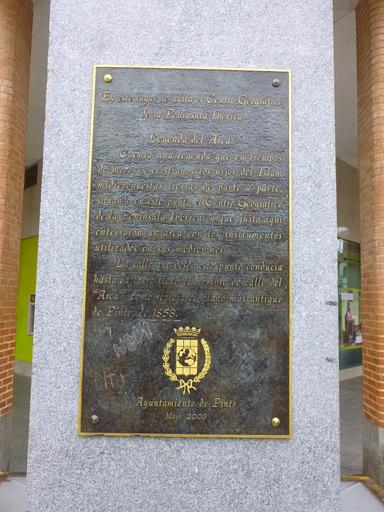 En este lugar se halla el Centro Geográfico
de la Península Ibérica
Leyenda del Arca:
Cuenta una leyenda que en tiempos
de moros y cristianos los hijos del Islam
midieron estas tierras de parte a parte,
situando en este punto el Centro Geográfico
de la Península Ibérica; y que justo aquí
enterraron un arca con los instrumentos
utilizados en sus mediciones.
La calle que desde este punto conducía
hasta la torre llevó el nombre de calle del
"Arca", como refleja el plano más antiguo
de Pinto, de 1858.
Ayuntamiento de Pinto
Mayo 2003